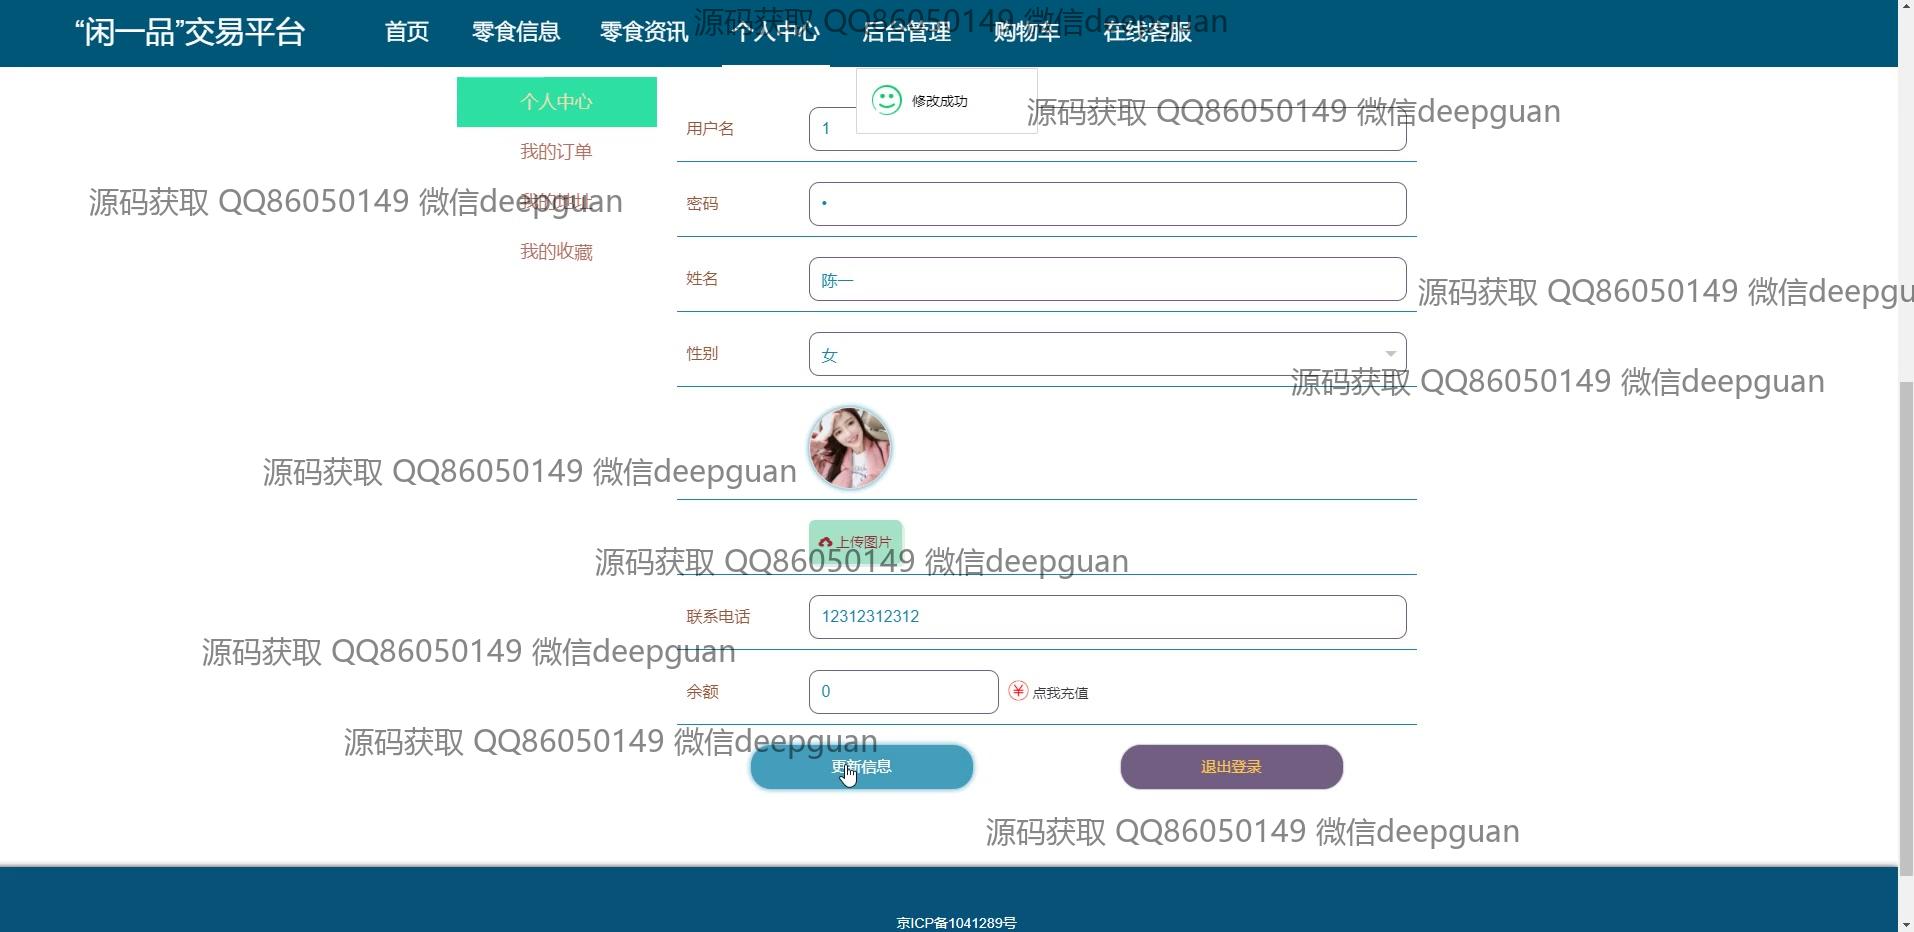 “闲一品”交易平台
首页
零食信息
零食资讯
个人中心
后台管理
购物车
在线客服
源码获取 QQ86050149 微信deepguan
个人中心
修改成功
源码获取 QQ86050149 微信deepguan
用户名
1
我的订单
我的地址
源码获取 QQ86050149 微信deepguan
密码
•
我的收藏
姓名
陈一
源码获取 QQ86050149 微信deepgu
性别
女
源码获取 QQ86050149 微信deepguan
源码获取 QQ86050149 微信deepguan
上传图片
源码获取 QQ86050149 微信deepguan
联系电话
12312312312
源码获取 QQ86050149 微信deepguan
余额
0
¥ 点我充值
源码获取 QQ86050149 微信deepguan
更新信息
退出登录
源码获取 QQ86050149 微信deepguan
京ICP备1041289号